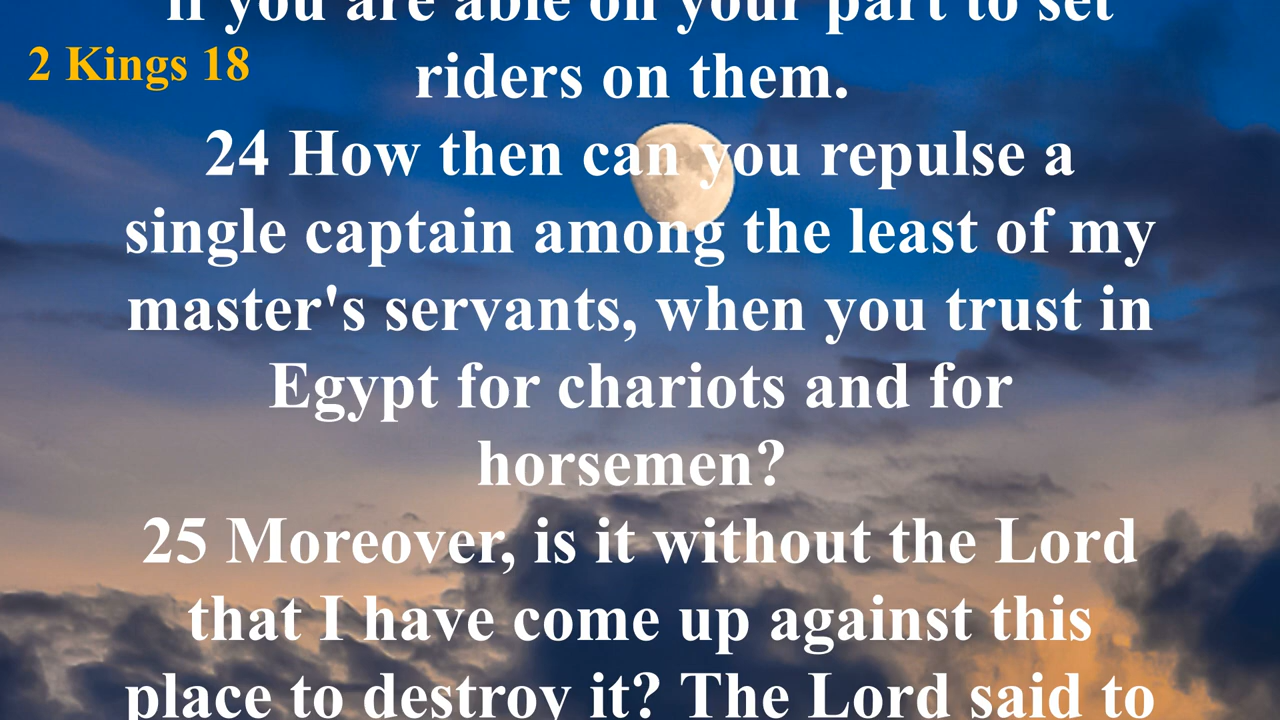 if you are able on your part to set
2 Kings 18
riders on them.
24 How then can you repulse a
single captain among the least of my
master's servants, when you trust in
Egypt for chariots and for
horsemen?
25 Moreover, is it without the Lord
that I have come up against this
place to destroy it? The Lord said to